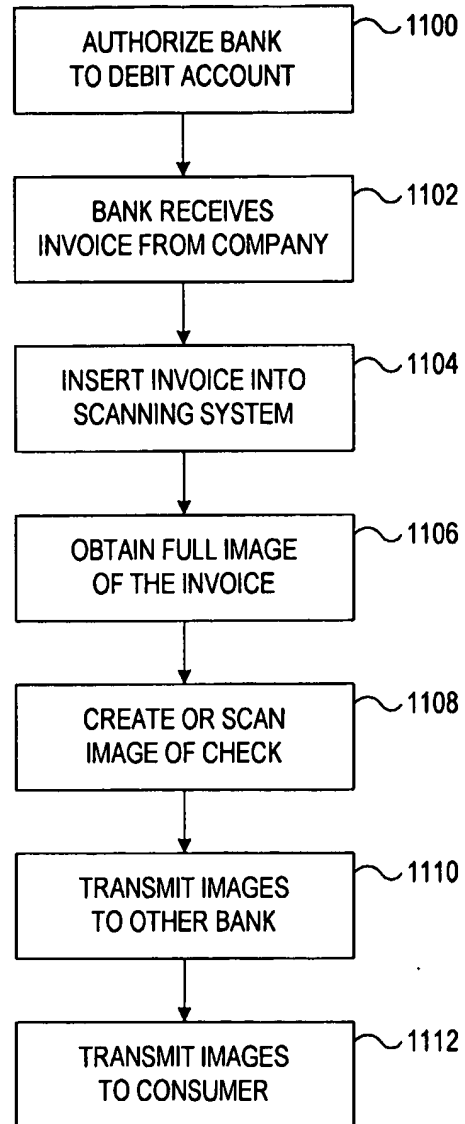 AUTHORIZE BANK
TO DEBIT ACCOUNT
1100
BANK RECEIVES
INVOICE FROM COMPANY
1102
INSERT INVOICE INTO
SCANNING SYSTEM
1104
OBTAIN FULL IMAGE
OF THE INVOICE
1106
CREATE OR SCAN
IMAGE OF CHECK
1108
TRANSMIT IMAGES
TO OTHER BANK
1110
TRANSMIT IMAGES
TO CONSUMER
1112